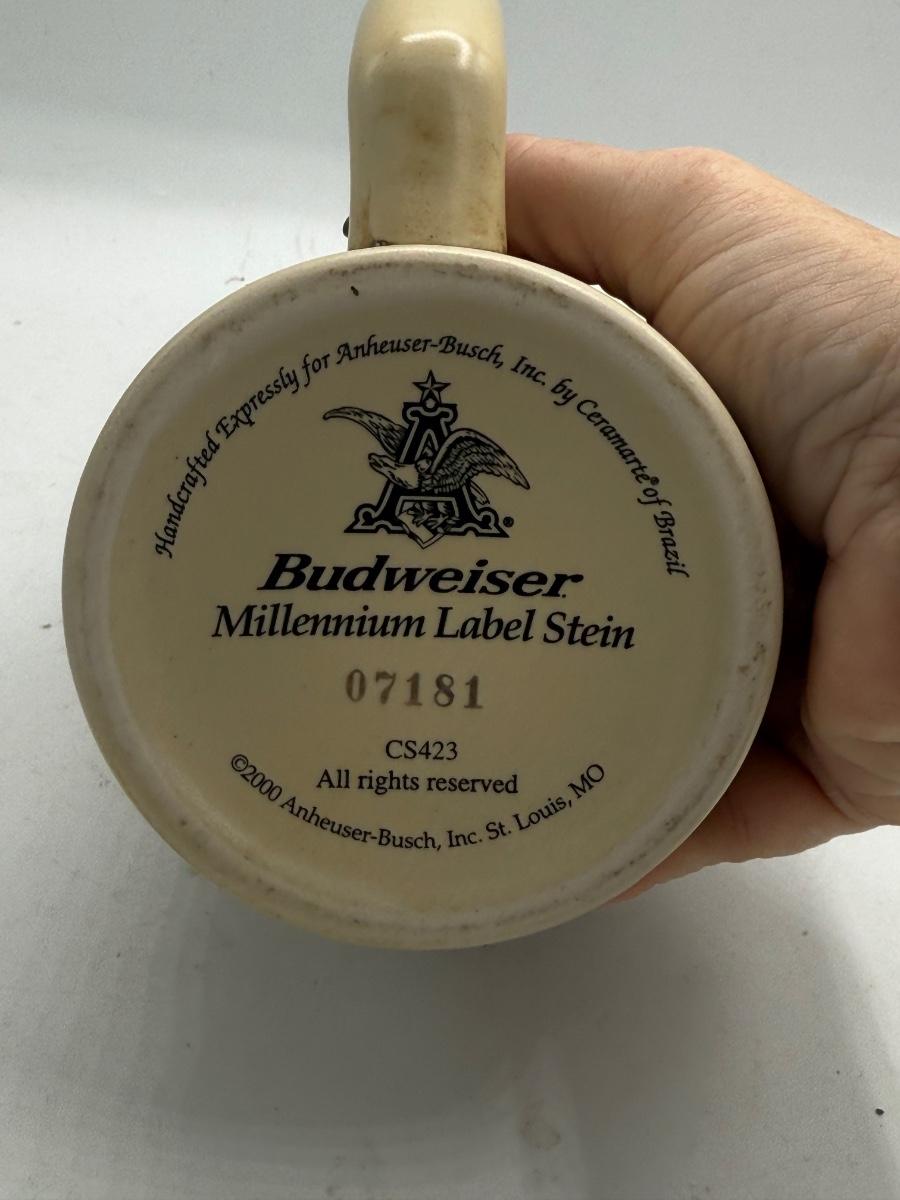 Handcrafted Expressly for Anheuser-Busch, Inc. by Ceramarte® of Brazil
A
®
Budweiser
Millennium Label Stein
07181
CS423
All rights reserved
©2000 Anheuser-Busch, Inc. St. Louis, MO